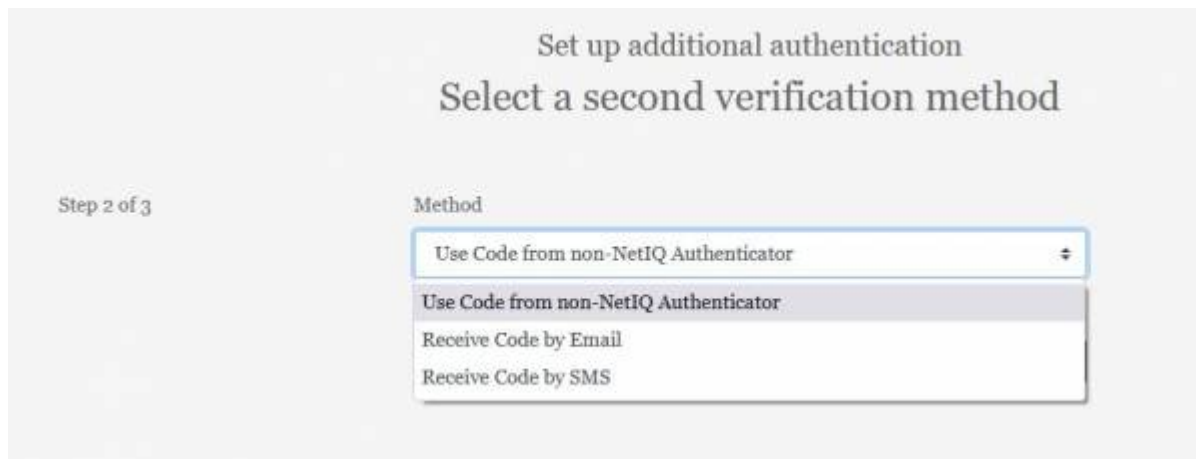 Set up additional authentication
Select a second verification method
Step 2 of 3
Method
Use Code from non-NetIQ Authenticator
Use Code from non-NetIQ Authenticator
Receive Code by Email
Receive Code by SMS